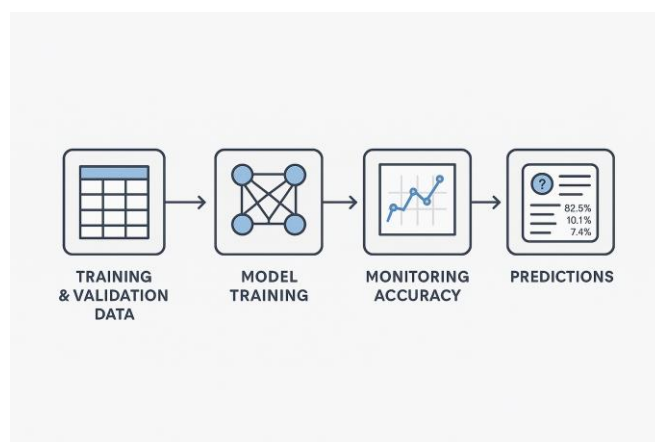 ?
82.5%
10.1%
7.4%
TRAINING
& VALIDATION
DATA
MODEL
TRAINING
MONITORING
ACCURACY
PREDICTIONS